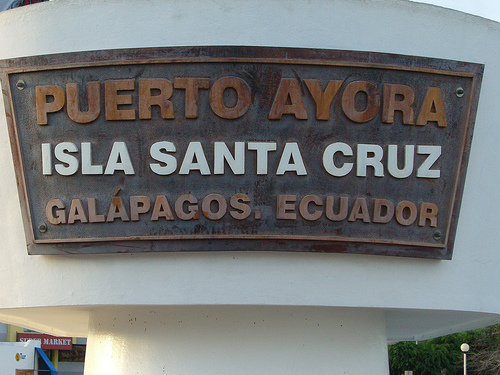 PUERTO AYORA
ISLA SANTA CRUZ
GALÁPAGOS. ECUADOR
MARKET